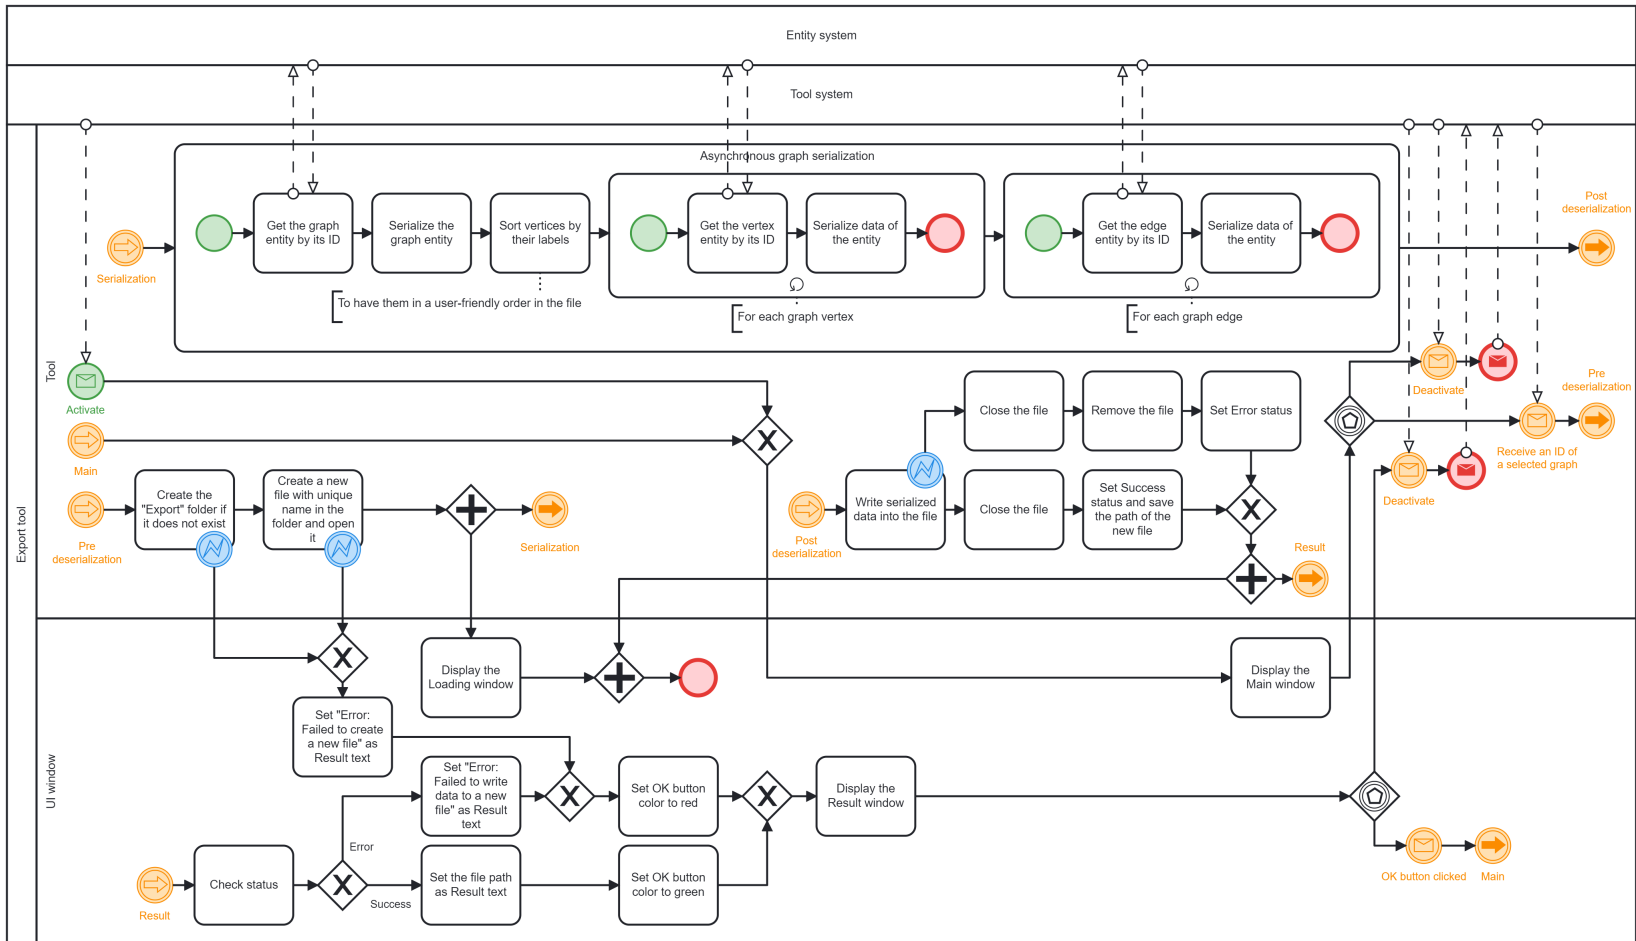 Entity system
Tool system
Export tool
Tool
UI window
Asynchronous graph serialization
Get the graph
entity by its ID
Serialize the
graph entity
Sort vertices by
their labels
Get the vertex
entity by its ID
Serialize data of
the entity
Get the edge
entity by its ID
Serialize data of
the entity
Serialization
Post
deserialization
To have them in a user-friendly order in the file
For each graph vertex
For each graph edge
Activate
Main
Pre
deserialization
Create the
"Export" folder if
it does not exist
Create a new
file with unique
name in the
folder and open
it
Serialization
Post
deserialization
Write serialized
data into the file
Close the file
Remove the file
Set Error status
Close the file
Set Success
status and save
the path of the
new file
Result
Deactivate
Pre
deserialization
Receive an ID of
a selected graph
Deactivate
Display the
Loading window
Display the
Main window
Set "Error:
Failed to create
a new file" as
Result text
Set "Error:
Failed to write
data to a new
file" as Result
text
Set OK button
color to red
Display the
Result window
Error
Check status
Success
Set the file path
as Result text
Set OK button
color to green
Result
OK button clicked
Main